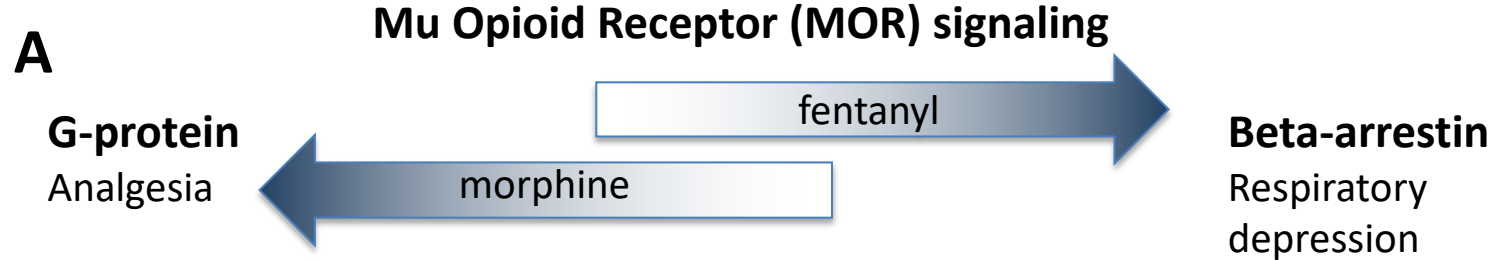 Mu Opioid Receptor (MOR) signaling
A
G-protein
Analgesia
fentanyl
morphine
Beta-arrestin
Respiratory
depression